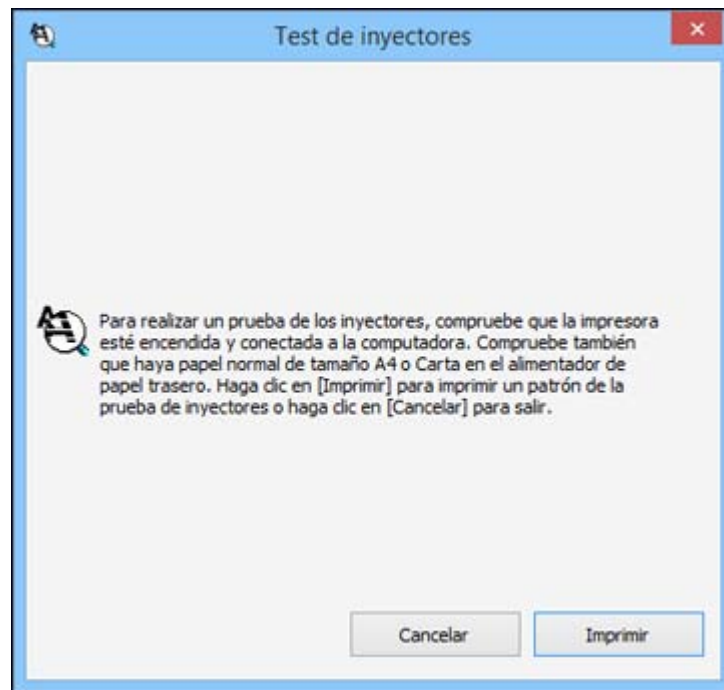 Test de inyectores
Para realizar un prueba de los inyectores, compruebe que la impresora
esté encendida y conectada a la computadora. Compruebe también
que haya papel normal de tamaño A4 o Carta en el alimentador de
papel trasero. Haga clic en [Imprimir] para imprimir un patrón de la
prueba de inyectores o haga clic en [Cancelar] para salir.
Cancelar
Imprimir